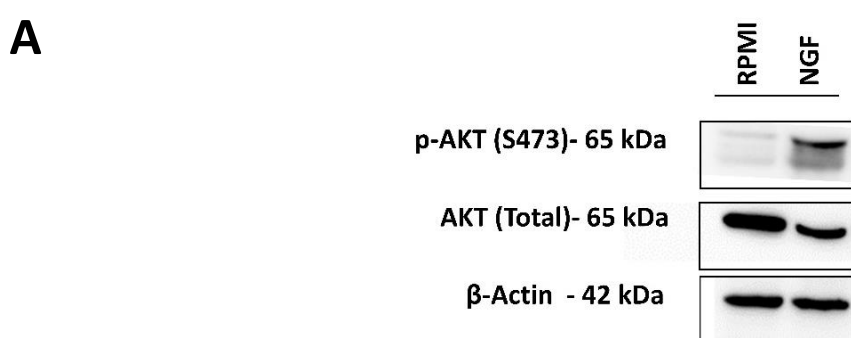 A
RPMI
NGF
p-AKT (S473)- 65 kDa
AKT (Total)- 65 kDa
β-Actin - 42 kDa